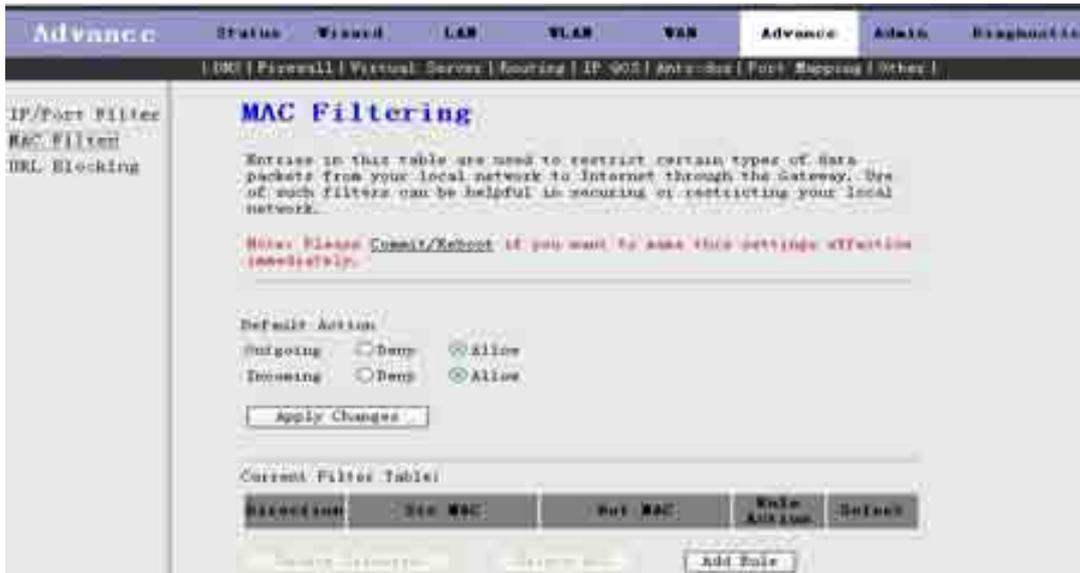 Advance
Status Wizard LAN WLAN WAN Advance Admin Diagnostic
| DNS | Firewall | Virtual Server | Routing | IP QOS | Anti-dos | Port Mapping | Other |
IP/Port Filter
MAC Filter
URL Blocking
MAC Filtering
Entries in this table are used to restrict certain types of data
packets from your local network to Internet through the Gateway. Use
of such filters can be helpful in securing or restricting your local
network.
Note: Please Commit/Reboot if you want to make this settings effective
immediately.
Default Action
Outgoing Deny Allow
Incoming Deny Allow
Apply Changes
Current Filter Table:
Direction Src MAC Dst MAC Rule Action Select
Add Rule